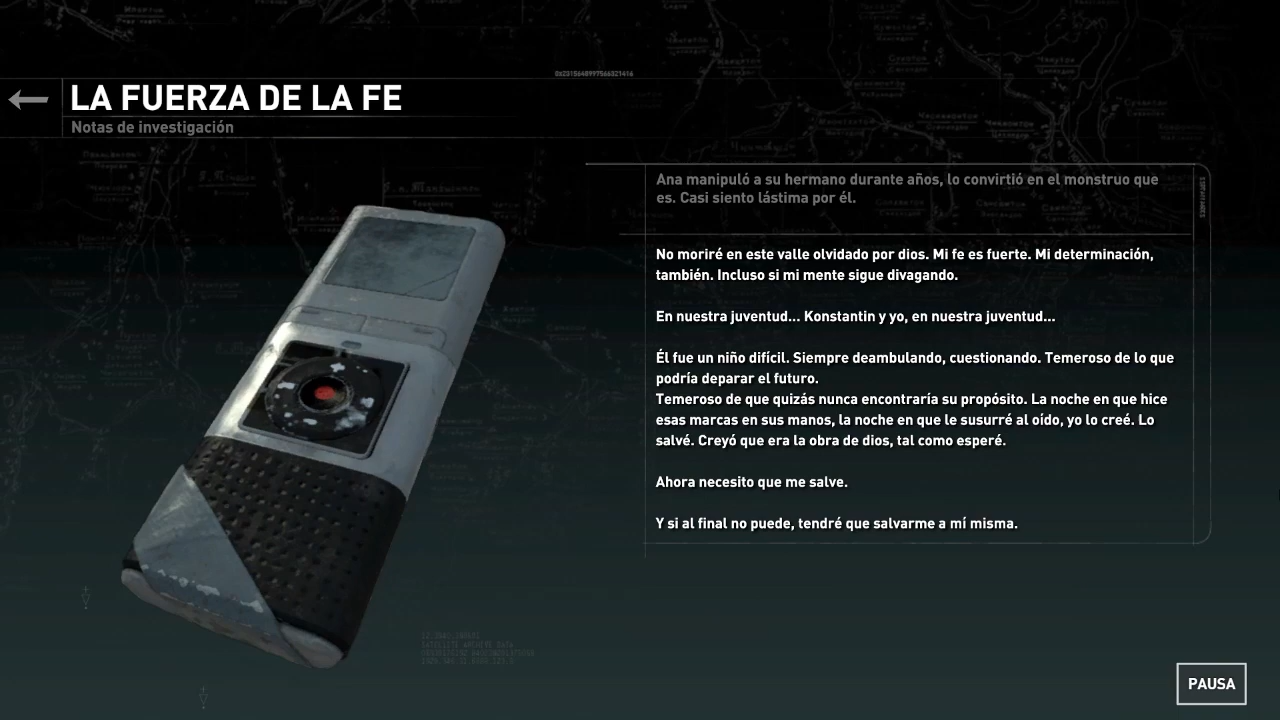 0x2315648997566321416
LA FUERZA DE LA FE
Notas de investigación
Ana manipuló a su hermano durante años, lo convirtió en el monstruo que
es. Casi siento lástima por él.
No moriré en este valle olvidado por dios. Mi fe es fuerte. Mi determinación,
también. Incluso si mi mente sigue divagando.
En nuestra juventud... Konstantin y yo, en nuestra juventud...
Él fue un niño difícil. Siempre deambulando, cuestionando. Temeroso de lo que
podría deparar el futuro.
Temeroso de que quizás nunca encontraría su propósito. La noche en que hice
esas marcas en sus manos, la noche en que le susurré al oído, yo lo creé. Lo
salvé. Creyó que era la obra de dios, tal como esperé.
Ahora necesito que me salve.
Y si al final no puede, tendré que salvarme a mí misma.
PAUSA